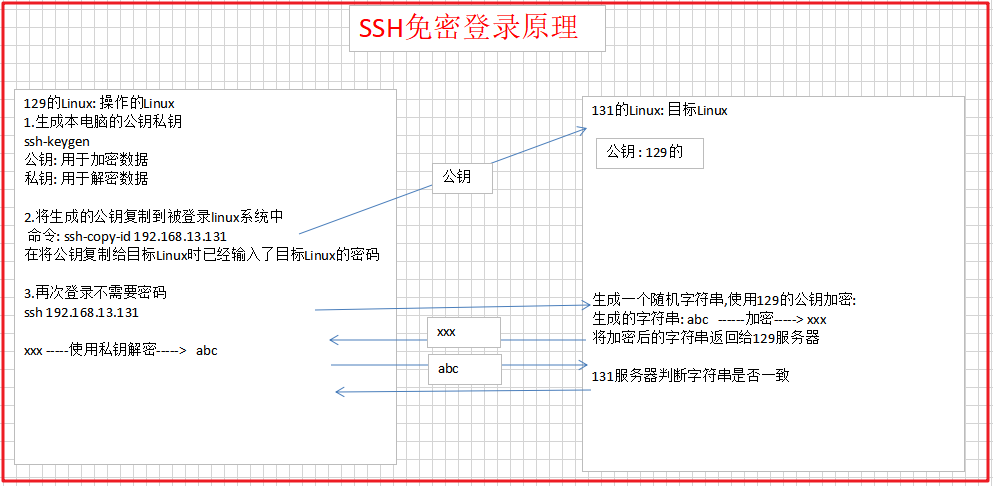 SSH免密登录原理
129的Linux: 操作的Linux
1.生成本电脑的公钥私钥
ssh-keygen
公钥: 用于加密数据
私钥: 用于解密数据
2.将生成的公钥复制到被登录linux系统中
命令: ssh-copy-id 192.168.13.131
在将公钥复制给目标Linux时已经输入了目标Linux的密码
3.再次登录不需要密码
ssh 192.168.13.131
xxx -----使用私钥解密-----> abc
公钥
xxx
abc
131的Linux: 目标Linux
公钥 : 129的
生成一个随机字符串,使用129的公钥加密:
生成的字符串: abc ------加密-----> xxx
将加密后的字符串返回给129服务器
131服务器判断字符串是否一致